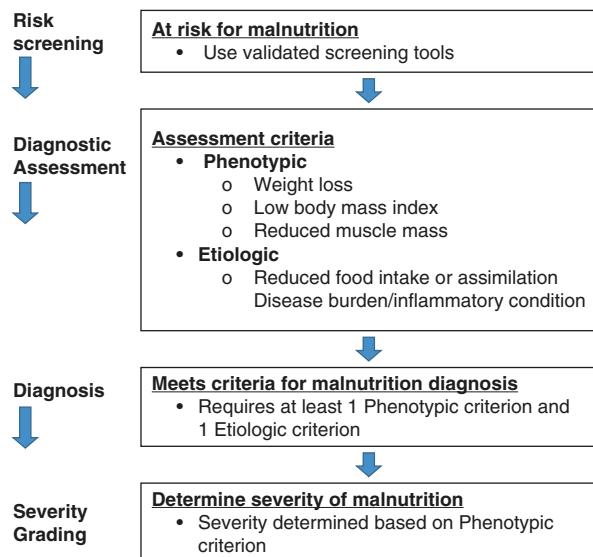 Risk
screening
At risk for malnutrition
• Use validated screening tools
Diagnostic
Assessment
Assessment criteria
• Phenotypic
o Weight loss
o Low body mass index
o Reduced muscle mass
• Etiologic
o Reduced food intake or assimilation
Disease burden/inflammatory condition
Diagnosis
Meets criteria for malnutrition diagnosis
• Requires at least 1 Phenotypic criterion and
1 Etiologic criterion
Severity
Grading
Determine severity of malnutrition
• Severity determined based on Phenotypic
criterion